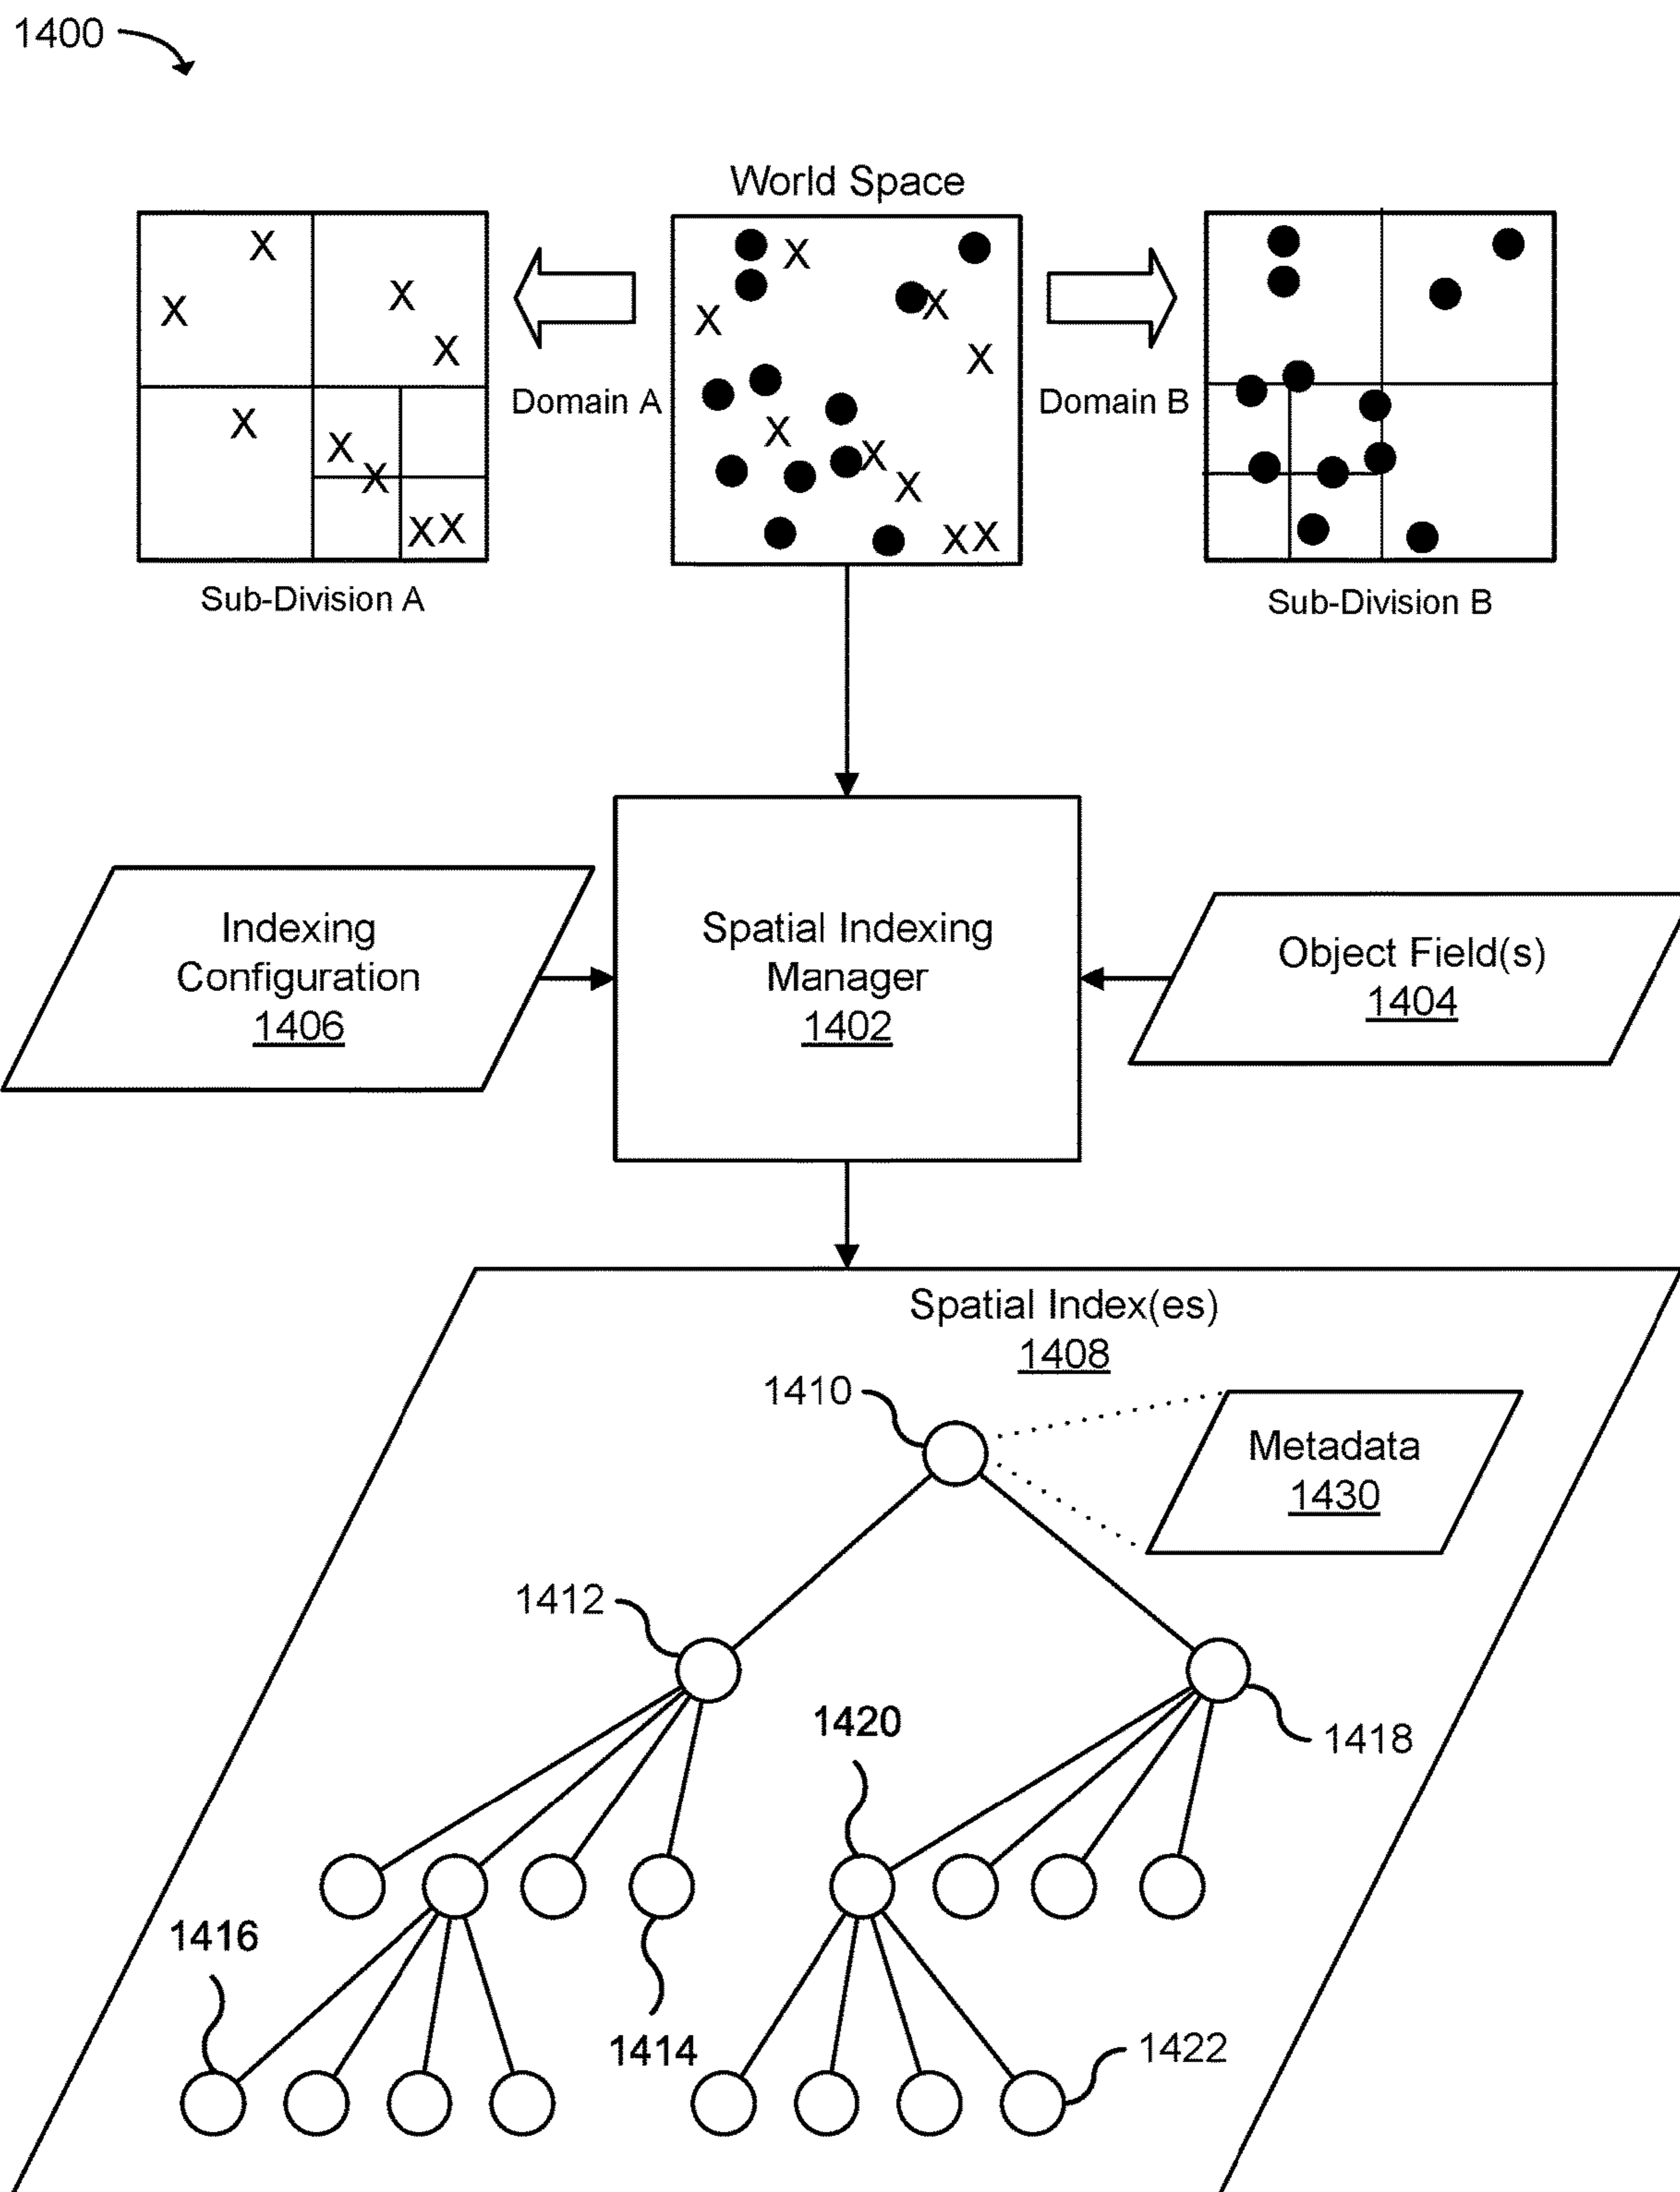 1400
World Space
X
X
X
X
X
X
X
X
X
X
X
Domain A
Domain B
X
X
X
X
X
X
XX
XX
Sub-Division A
Sub-Division B
Indexing
Configuration
1406
Spatial Indexing
Manager
1402
Object Field(s)
1404
Spatial Index(es)
1408
1410
Metadata
1430
1412
1420
1418
1416
1414
1422